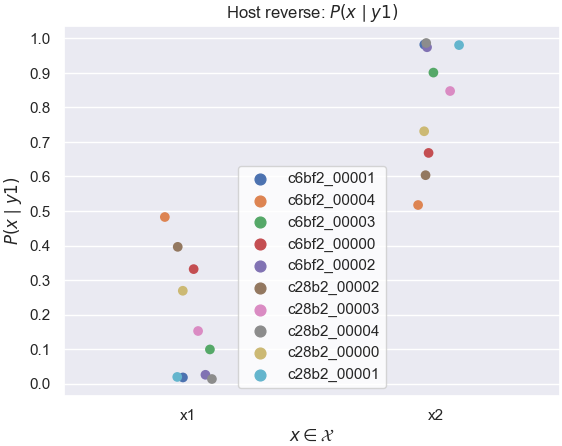 Host reverse: P(x | y1)
P(x | y1)
1.0
0.9
0.8
0.7
0.6
0.5
0.4
0.3
0.2
0.1
0.0
c6bf2_00001
c6bf2_00004
c6bf2_00003
c6bf2_00000
c6bf2_00002
c28b2_00002
c28b2_00003
c28b2_00004
c28b2_00000
c28b2_00001
x1 x2
x ∈ 𝒳